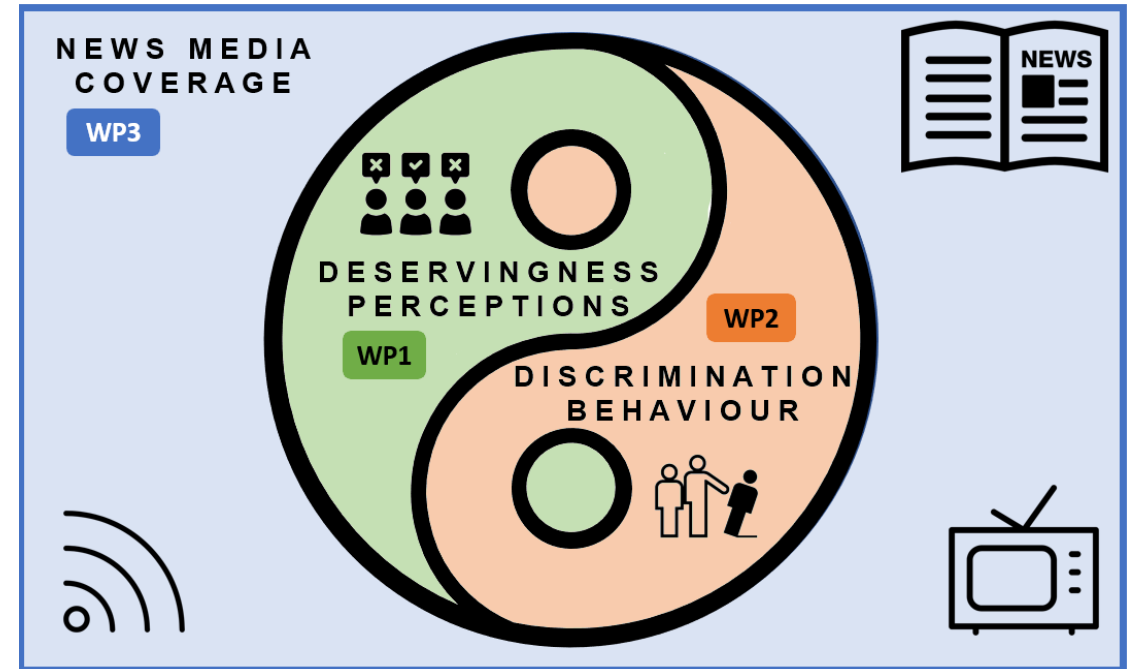 NEWS MEDIA
COVERAGE
WP3
NEWS
DESERVINGNESS
PERCEPTIONS
WP1
WP2
DISCRIMINATION
BEHAVIOUR